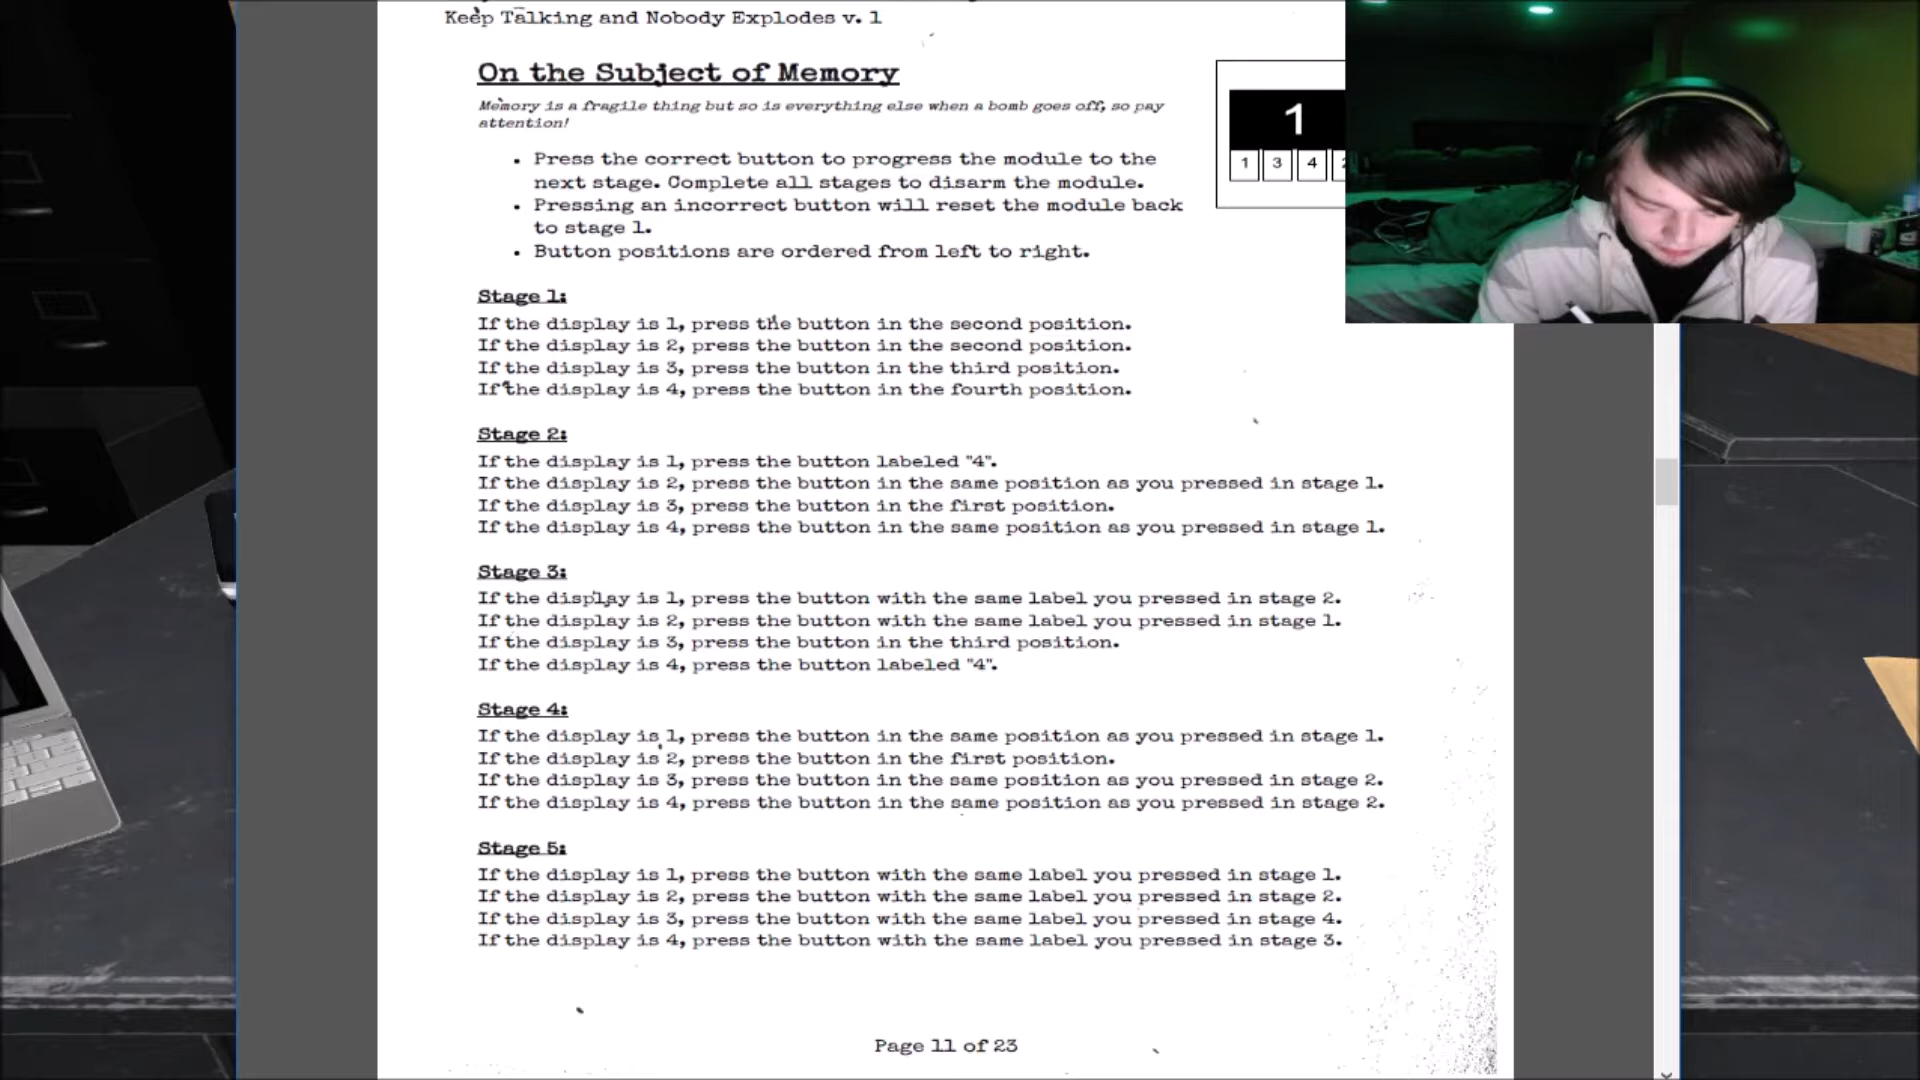 Keep Talking and Nobody Explodes v. 1
On the Subject of Memory
Memory is a fragile thing but so is everything else when a bomb goes off, so pay
attention!
• Press the correct button to progress the module to the
next stage. Complete all stages to disarm the module.
• Pressing an incorrect button will reset the module back
to stage 1.
• Button positions are ordered from left to right.
1
1 3 4
Stage 1:
If the display is 1, press the button in the second position.
If the display is 2, press the button in the second position.
If the display is 3, press the button in the third position.
If the display is 4, press the button in the fourth position.
Stage 2:
If the display is 1, press the button labeled "4".
If the display is 2, press the button in the same position as you pressed in stage 1.
If the display is 3, press the button in the first position.
If the display is 4, press the button in the same position as you pressed in stage 1.
Stage 3:
If the display is 1, press the button with the same label you pressed in stage 2.
If the display is 2, press the button with the same label you pressed in stage 1.
If the display is 3, press the button in the third position.
If the display is 4, press the button labeled "4".
Stage 4:
If the display is 1, press the button in the same position as you pressed in stage 1.
If the display is 2, press the button in the first position.
If the display is 3, press the button in the same position as you pressed in stage 2.
If the display is 4, press the button in the same position as you pressed in stage 2.
Stage 5:
If the display is 1, press the button with the same label you pressed in stage 1.
If the display is 2, press the button with the same label you pressed in stage 2.
If the display is 3, press the button with the same label you pressed in stage 4.
If the display is 4, press the button with the same label you pressed in stage 3.
Page 11 of 23